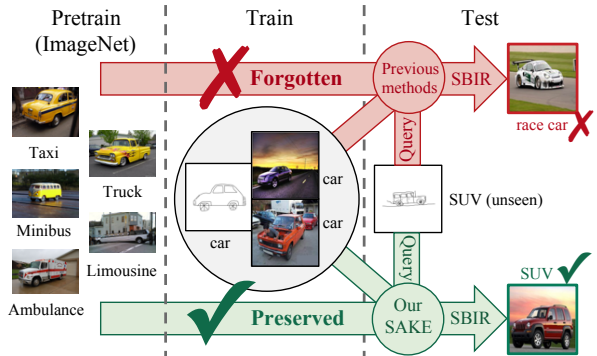 Pretrain
(ImageNet)
Train
Test
Forgotten
Previous
methods
SBIR
race car
Taxi
Truck
Minibus
Limousine
Ambulance
car
car
car
Query
SUV (unseen)
Query
Preserved
Our
SAKE
SBIR
SUV